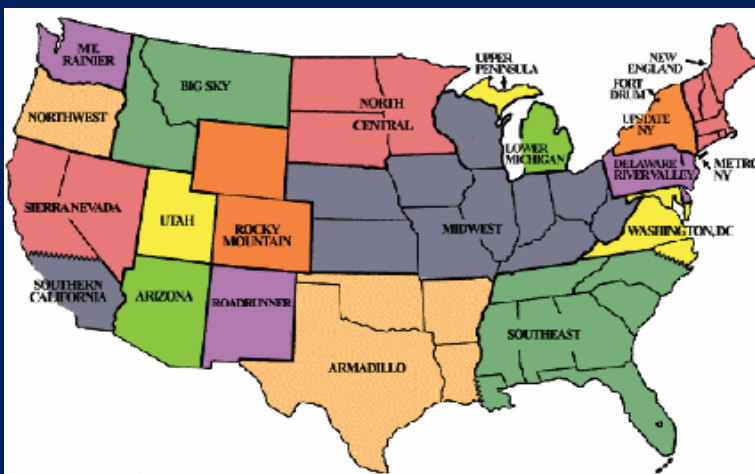 MT.
RAINIER
NORTHWEST
BIG SKY
NORTH
CENTRAL
UPPER
PENINSULA
LOWER
MICHIGAN
NEW
ENGLAND
FORT
DRUM
UPSTATE
NY
METRO
NY
DELAWARE
RIVER VALLEY
WASHINGTON, DC
SIERRA NEVADA
UTAH
ROCKY
MOUNTAIN
MIDWEST
SOUTHERN
CALIFORNIA
ARIZONA
ROADRUNNER
ARMADILLO
SOUTHEAST